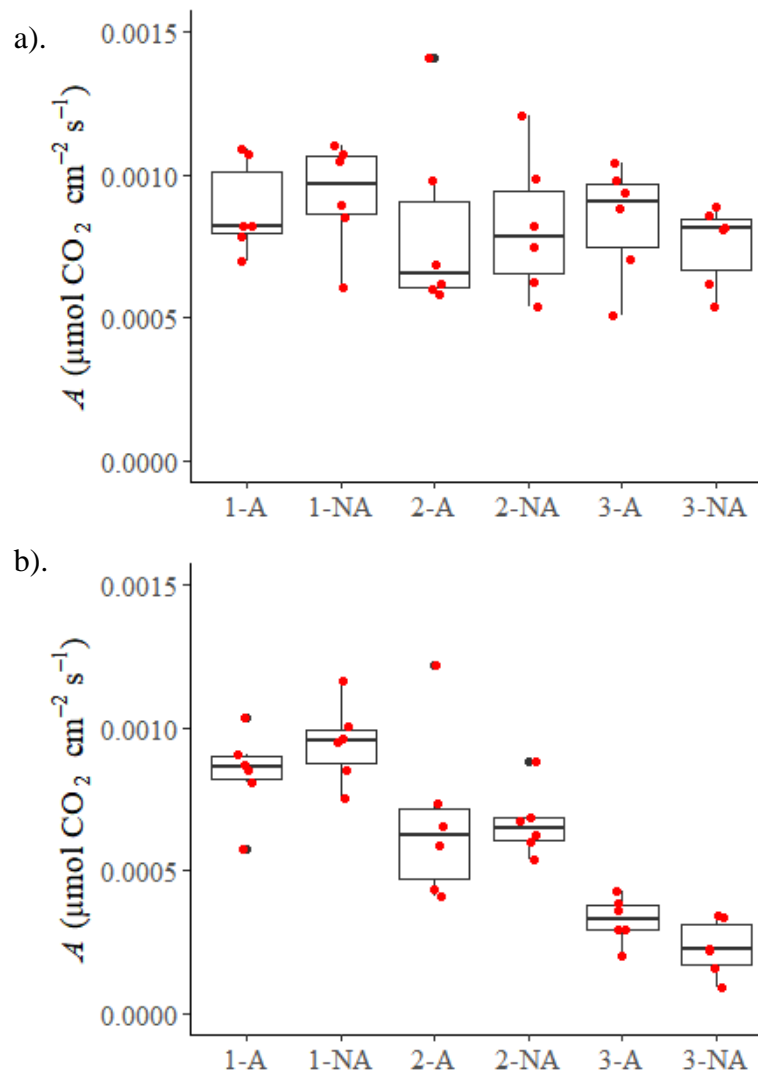 a).
A (μmol CO₂ cm⁻² s⁻¹)
0.0015
0.0010
0.0005
0.0000
1-A 1-NA 2-A 2-NA 3-A 3-NA
b).
A (μmol CO₂ cm⁻² s⁻¹)
0.0015
0.0010
0.0005
0.0000
1-A 1-NA 2-A 2-NA 3-A 3-NA